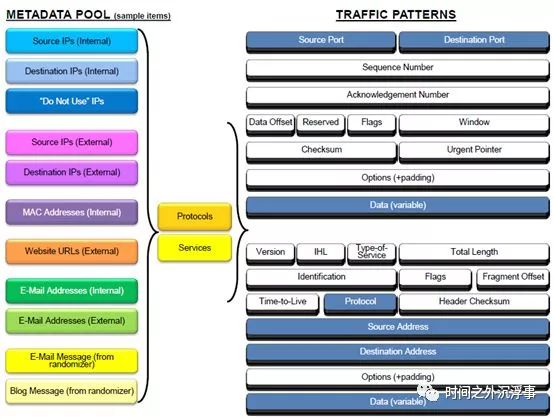 METADATA POOL (sample items)
Source IPs (Internal)
Destination IPs (Internal)
"Do Not Use" IPs
Source IPs (External)
Destination IPs (External)
MAC Addresses (Internal)
Website URLs (External)
E-Mail Addresses (Internal)
E-Mail Addresses (External)
E-Mail Message (from
randomizer)
Blog Message (from randomizer)
Protocols
Services
TRAFFIC PATTERNS
Source Port
Destination Port
Sequence Number
Acknowledgement Number
Data Offset
Reserved
Flags
Window
Checksum
Urgent Pointer
Options (+padding)
Data (variable)
Version
IHL
Type-of-
Service
Total Length
Identification
Flags
Fragment Offset
Time-to-Live
Protocol
Header Checksum
Source Address
Destination Address
Options (+padding)
Data (variable)
时间之外沉浮事